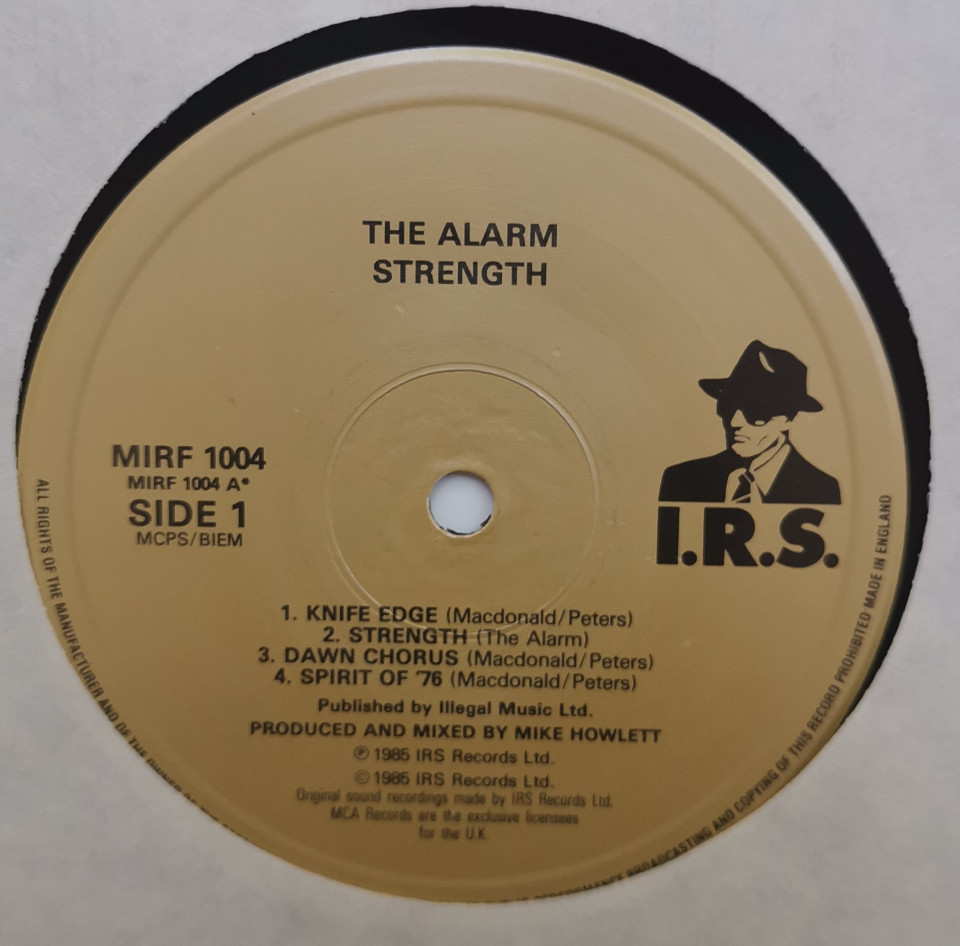 THE ALARM
STRENGTH
MIRF 1004
MIRF 1004 A*
SIDE 1
MCPS/BIEM
I.R.S.
1. KNIFE EDGE (Macdonald/Peters)
2. STRENGTH (The Alarm)
3. DAWN CHORUS (Macdonald/Peters)
4. SPIRIT OF '76 (Macdonald/Peters)
Published by Illegal Music Ltd.
PRODUCED AND MIXED BY MIKE HOWLETT
℗ 1985 IRS Records Ltd.
© 1985 IRS Records Ltd.
Original sound recordings made by IRS Records Ltd.
MCA Records are the exclusive licensees
for the U.K.
ALL RIGHTS OF THE MANUFACTURER AND OF THE OWNER OF
PERFORMANCE BROADCASTING AND COPYING OF THIS RECORD PROHIBITED MADE IN ENGLAND